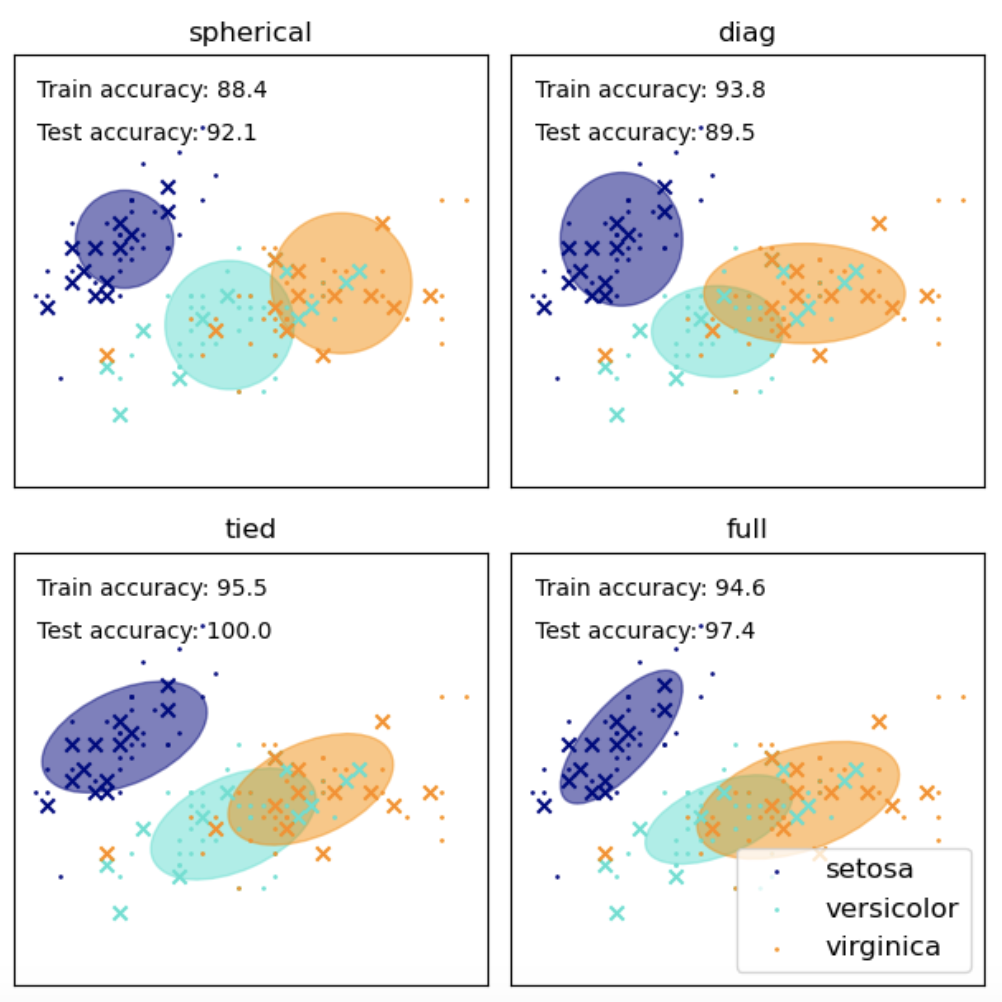 spherical
Train accuracy: 88.4
Test accuracy: 92.1
diag
Train accuracy: 93.8
Test accuracy: 89.5
tied
Train accuracy: 95.5
Test accuracy: 100.0
full
Train accuracy: 94.6
Test accuracy: 97.4
setosa
versicolor
virginica